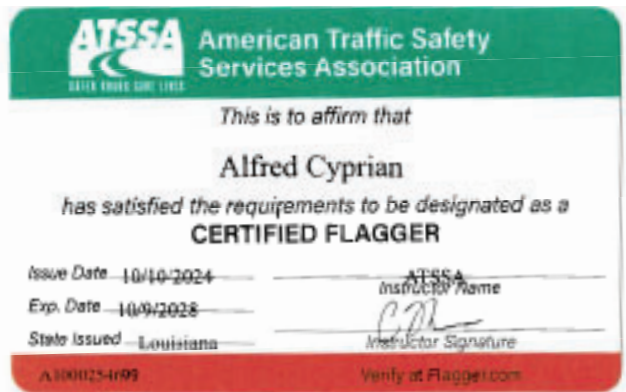 ATSSA
SAFER ROADS SAVE LIVES
American Traffic Safety
Services Association
This is to affirm that
Alfred Cyprian
has satisfied the requirements to be designated as a
CERTIFIED FLAGGER
Issue Date 10/10/2024
ATSSA
Instructor Name
Exp. Date 10/9/2028
State Issued Louisiana
Instructor Signature
Verify at Flagger.com